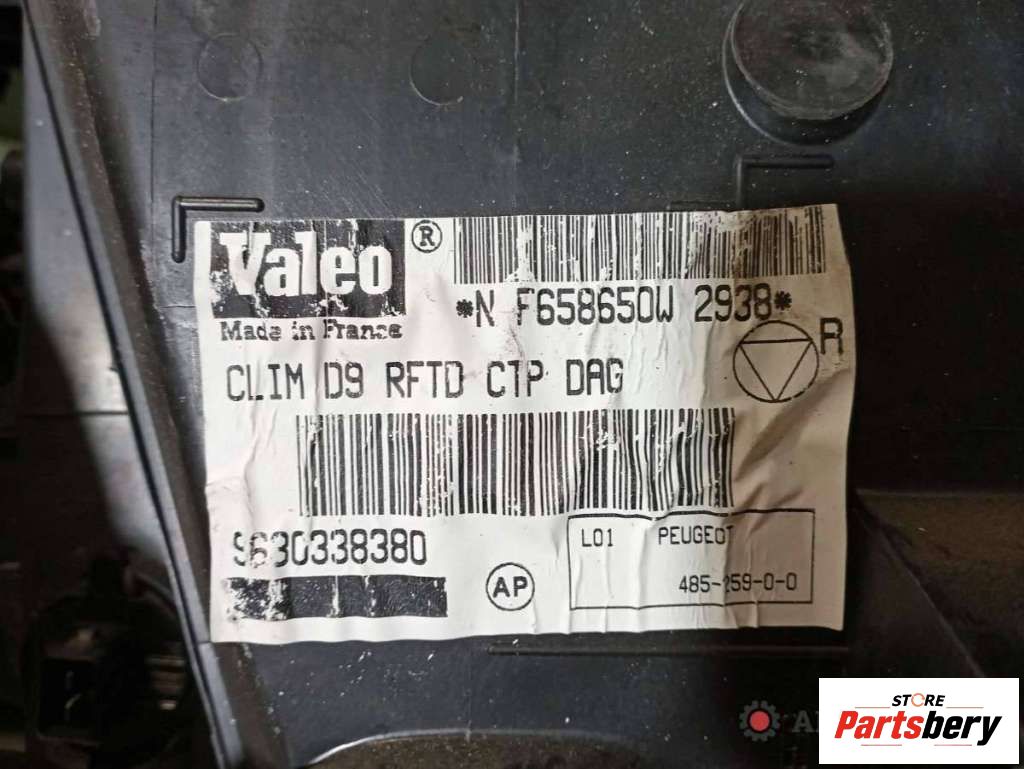 Valeo®
Made in France
*N F658650W 2938*
R
CLIM D9 RFTD CTP DAG
9630338380
AP
L01 PEUGEOT
485-259-0-0
STORE
Partsbery